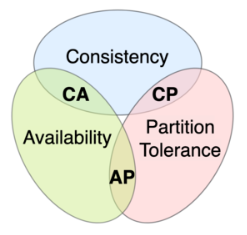 Consistency
CA
CP
Availability
Partition
Tolerance
AP